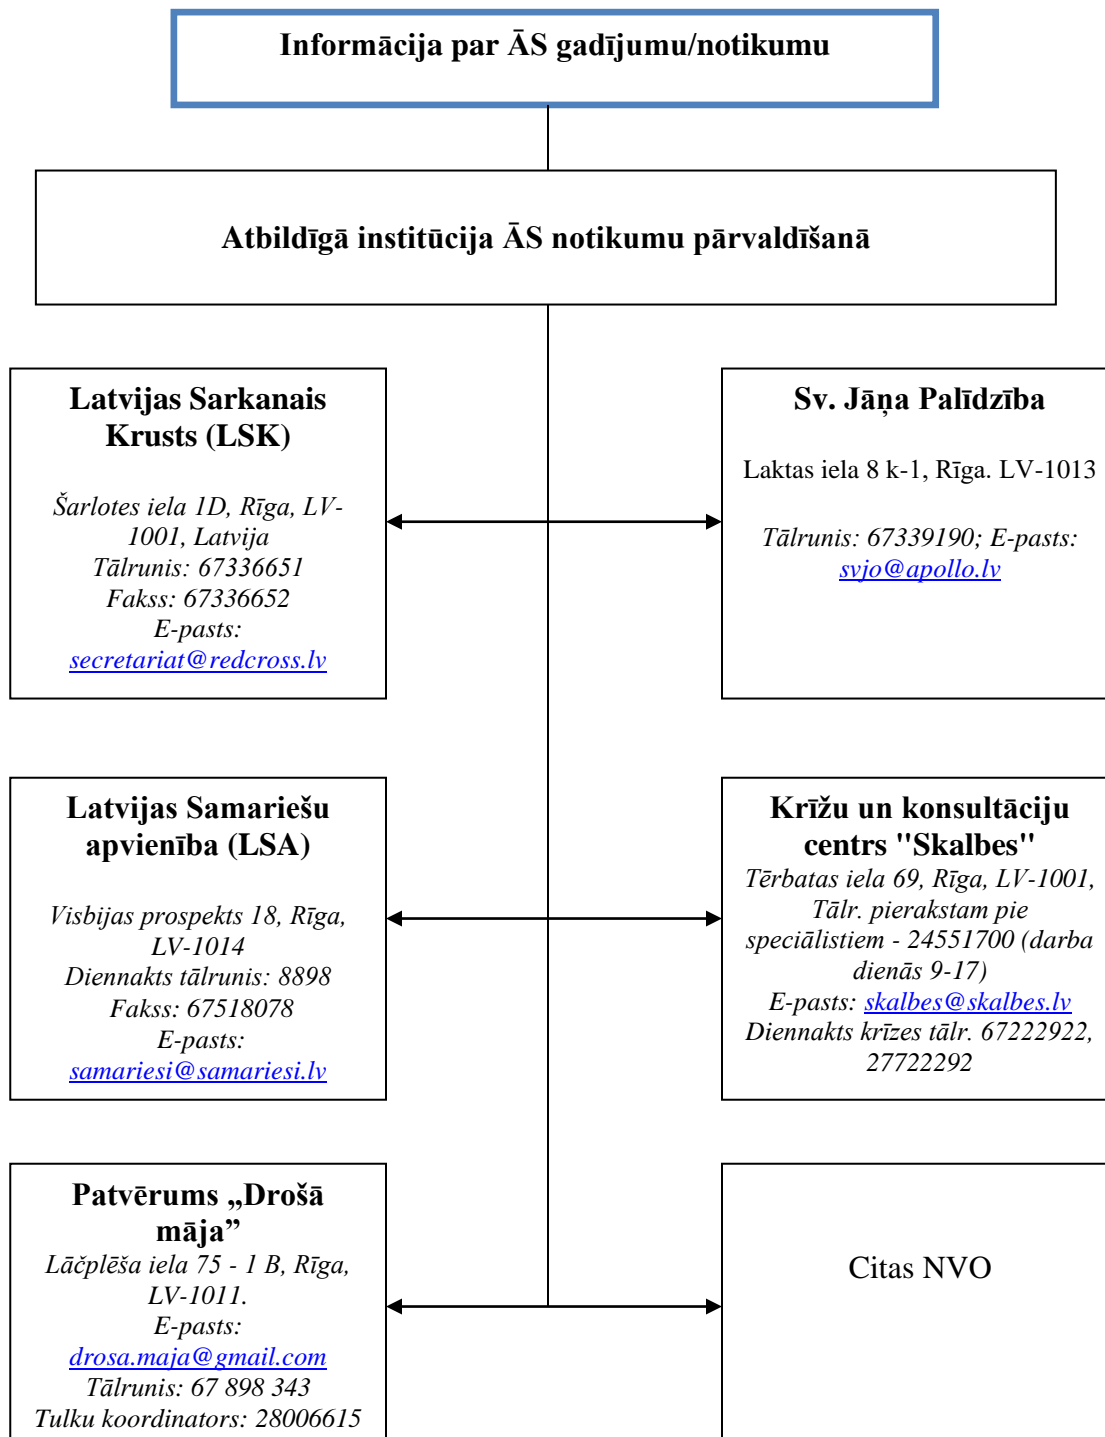 Informācija par ĀS gadījumu/notikumu
Atbildīgā institūcija ĀS notikumu pārvaldīšanā
Latvijas Sarkanais
Krusts (LSK)
Šarlotes iela 1D, Rīga, LV-
1001, Latvija
Tālrunis: 67336651
Fakss: 67336652
E-pasts:
secretariat@redcross.lv
Sv. Jāņa Palīdzība
Laktas iela 8 k-1, Rīga. LV-1013
Tālrunis: 67339190; E-pasts:
svjo@apollo.lv
Latvijas Samariešu
apvienība (LSA)
Visbijas prospekts 18, Rīga,
LV-1014
Diennakts tālrunis: 8898
Fakss: 67518078
E-pasts:
samariesi@samariesi.lv
Krīžu un konsultāciju
centrs "Skalbes"
Tērbatas iela 69, Rīga, LV-1001,
Tālr. pierakstam pie
speciālistiem - 24551700 (darba
dienās 9-17)
E-pasts: skalbes@skalbes.lv
Diennakts krīzes tālr. 67222922,
27722292
Patvērums „Drošā
māja”
Lāčplēša iela 75 - 1 B, Rīga,
LV-1011.
E-pasts:
drosa.maja@gmail.com
Tālrunis: 67 898 343
Tulku koordinators: 28006615
Citas NVO